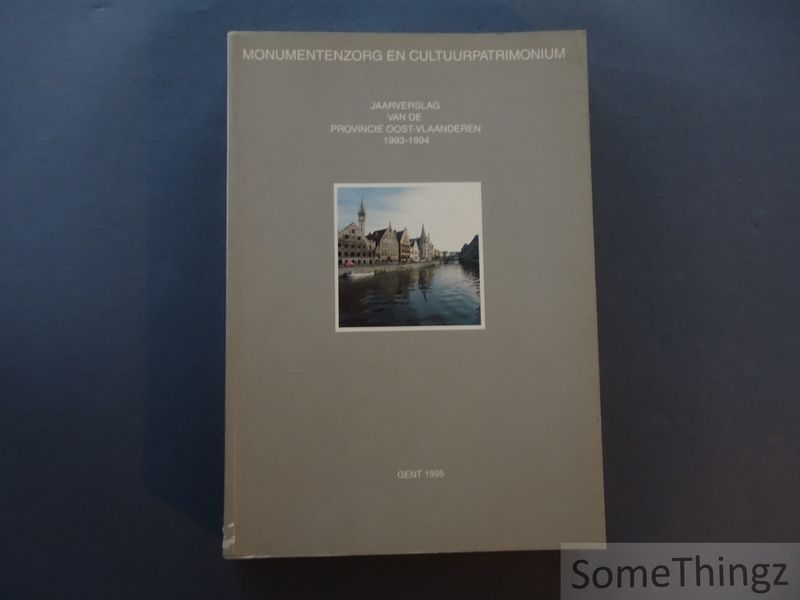 MONUMENTENZORG EN CULTUURPATRIMONIUM
JAARVERSLAG
VAN DE
PROVINCIE OOST-VLAANDEREN
1993-1994
GENT 1995
SomeThingz